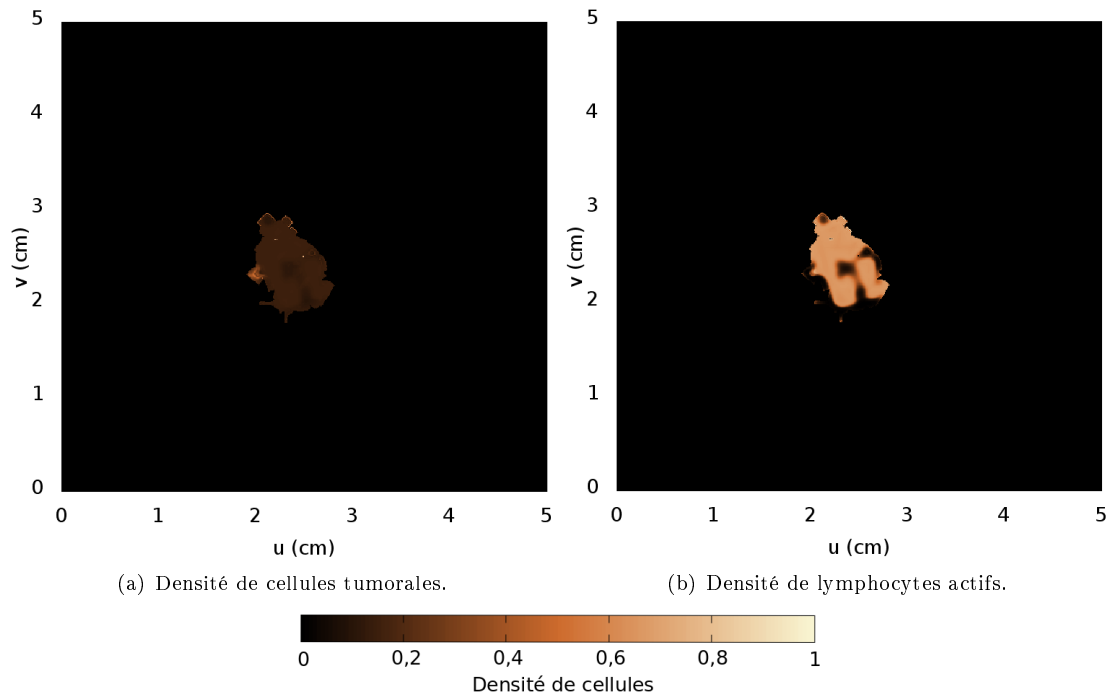 5
4
3
2
1
0
v (cm)
0 1 2 3 4 5
u (cm)
(a) Densité de cellules tumorales.
5
4
3
2
1
0
v (cm)
0 1 2 3 4 5
u (cm)
(b) Densité de lymphocytes actifs.
0 0,2 0,4 0,6 0,8 1
Densité de cellules